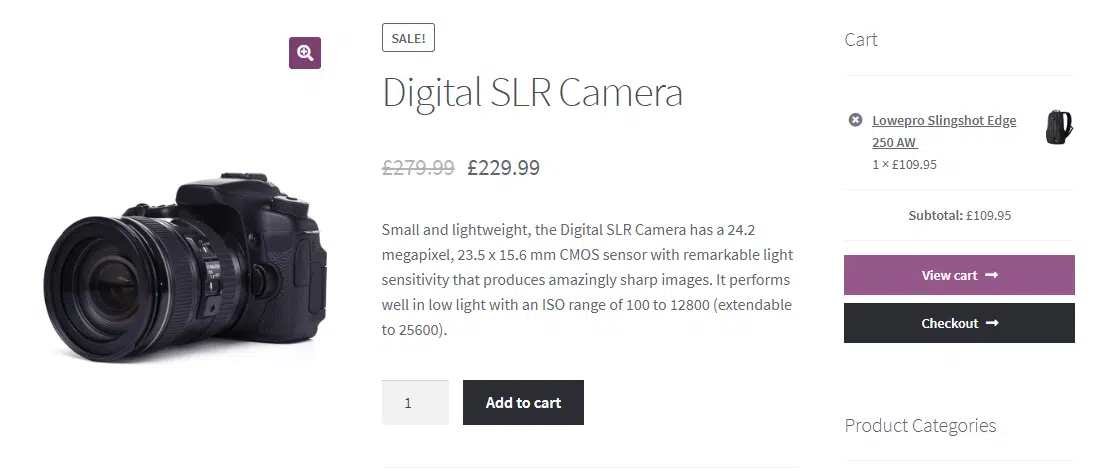 SALE!
Digital SLR Camera
£279.99 £229.99
Small and lightweight, the Digital SLR Camera has a 24.2
megapixel, 23.5 x 15.6 mm CMOS sensor with remarkable light
sensitivity that produces amazingly sharp images. It performs
well in low light with an ISO range of 100 to 12800 (extendable
to 25600).
1
Add to cart
Cart
Lowepro Slingshot Edge
250 AW
1 × £109.95
Subtotal: £109.95
View cart →
Checkout →
Product Categories